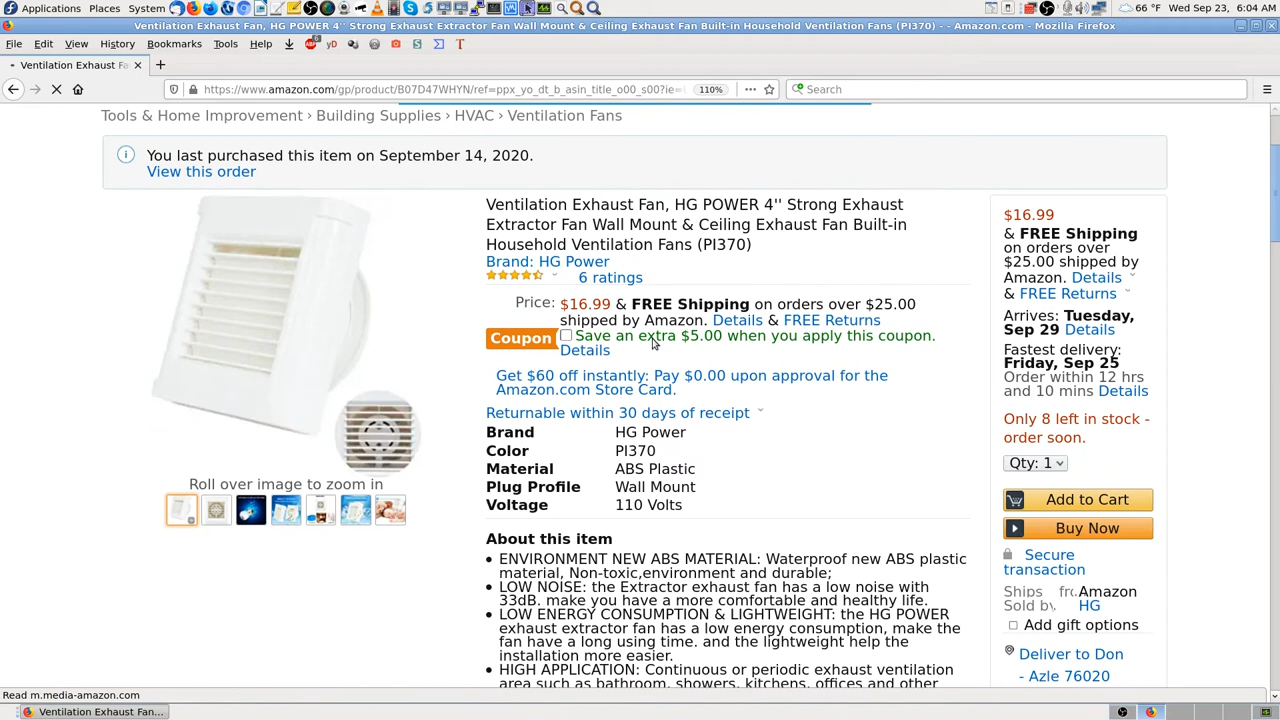 Applications Places System
66 °F Wed Sep 23, 6:04 AM
Ventilation Exhaust Fan, HG POWER 4'' Strong Exhaust Extractor Fan Wall Mount & Ceiling Exhaust Fan Built-in Household Ventilation Fans (PI370) - - Amazon.com - Mozilla Firefox
File Edit View History Bookmarks Tools Help
Ventilation Exhaust Fa
https://www.amazon.com/gp/product/B07D47WHYN/ref=ppx_yo_dt_b_asin_title_o00_s00?ie=
110%
Search
Tools & Home Improvement › Building Supplies › HVAC › Ventilation Fans
You last purchased this item on September 14, 2020.
View this order
Ventilation Exhaust Fan, HG POWER 4'' Strong Exhaust
Extractor Fan Wall Mount & Ceiling Exhaust Fan Built-in
Household Ventilation Fans (PI370)
Brand: HG Power
6 ratings
Price: $16.99 & FREE Shipping on orders over $25.00
shipped by Amazon. Details & FREE Returns
Coupon Save an extra $5.00 when you apply this coupon.
Details
Get $60 off instantly: Pay $0.00 upon approval for the
Amazon.com Store Card.
Returnable within 30 days of receipt
Brand HG Power
Color PI370
Material ABS Plastic
Plug Profile Wall Mount
Voltage 110 Volts
About this item
• ENVIRONMENT NEW ABS MATERIAL: Waterproof new ABS plastic
material, Non-toxic,environment and durable;
• LOW NOISE: the Extractor exhaust fan has a low noise with
33dB. make you have a more comfortable and healthy life.
• LOW ENERGY CONSUMPTION & LIGHTWEIGHT: the HG POWER
exhaust extractor fan has a low energy consumption, make the
fan have a long using time. and the lightweight help the
installation more easier.
• HIGH APPLICATION: Continuous or periodic exhaust ventilation
area such as bathroom, showers, kitchens, offices and other
Roll over image to zoom in
$16.99
& FREE Shipping
on orders over
$25.00 shipped by
Amazon. Details
& FREE Returns
Arrives: Tuesday,
Sep 29 Details
Fastest delivery:
Friday, Sep 25
Order within 12 hrs
and 10 mins Details
Only 8 left in stock -
order soon.
Qty: 1
Add to Cart
Buy Now
Secure
transaction
Ships Amazon
Sold HG
Add gift options
Deliver to Don
- Azle 76020
Read m.media-amazon.com
Ventilation Exhaust Fan...